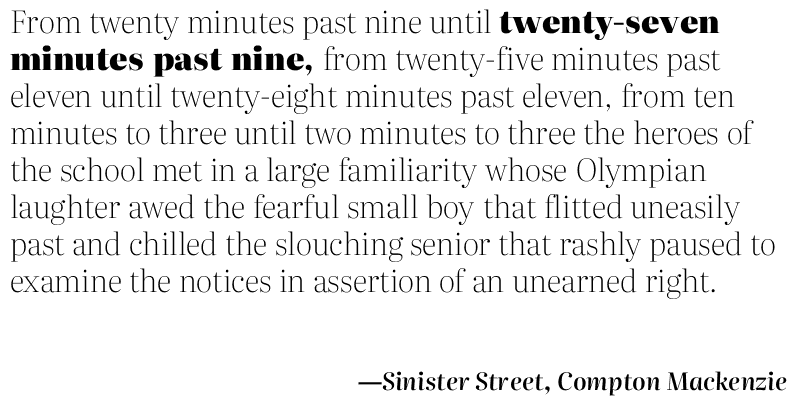 From twenty minutes past nine until twenty-seven
minutes past nine, from twenty-five minutes past
eleven until twenty-eight minutes past eleven, from ten
minutes to three until two minutes to three the heroes of
the school met in a large familiarity whose Olympian
laughter awed the fearful small boy that flitted uneasily
past and chilled the slouching senior that rashly paused to
examine the notices in assertion of an unearned right.
—Sinister Street, Compton Mackenzie